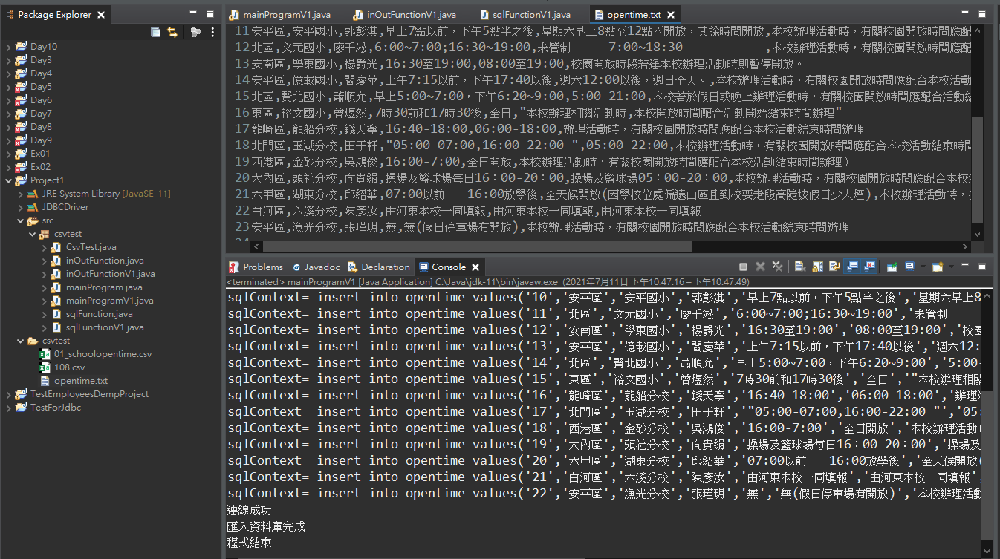 Package Explorer
Day10
Day3
Day4
Day5
Day6
Day7
Day8
Day9
Ex01
Ex02
Project1
JRE System Library [JavaSE-11]
JDBCDriver
src
csvtest
CsvTest.java
inOutFunction.java
inOutFunctionV1.java
mainProgram.java
mainProgramV1.java
sqlFunction.java
sqlFunctionV1.java
csvtest
01_schoolopentime.csv
108.csv
opentime.txt
TestEmployeesDempProject
TestForJdbc
mainProgramV1.java inOutFunctionV1.java sqlFunctionV1.java opentime.txt
11 安平區,安平國小,郭彭淇,早上7點以前，下午5點半之後,星期六早上8點至12點不開放，其餘時間開放,本校辦理活動時，有關校園開放時間應配
12 北區,文元國小,廖千淞,6:00~7:00;16:30~19:00,未管制 7:00~18:30 ,本校辦理活動時，有關校園開放時間應配
13 安南區,學東國小,楊爵光,16:30至19:00,08:00至19:00,校園開放時段若逢本校辦理活動時則暫停開放。
14 安平區,億載國小,閻慶苹,上午7:15以前，下午17:40以後,週六12:00以後，週日全天。,本校辦理活動時，有關校園開放時間應配合本校活動
15 北區,賢北國小,蕭順允,早上5:00~7:00，下午6:20~9:00,5:00-21:00,本校若於假日或晚上辦理活動時，有關校園開放時間應配合活動結
16 東區,裕文國小,曾煜然,7時30前和17時30後,全日,"本校辦理相關活動時,本校開放時間配合活動開始結束時間辦理"
17 龍崎區,龍船分校,錢天寧,16:40-18:00,06:00-18:00,辦理活動時，有關校園開放時間應配合本校活動結束時間辦理
18 北門區,玉湖分校,田于軒,"05:00-07:00,16:00-22:00 ",05:00-22:00,本校辦理活動時，有關校園開放時間應配合本校活動結束時間
19 西港區,金砂分校,吳鴻俊,16:00-7:00,全日開放,本校辦理活動時，有關校園開放時間應配合本校活動結束時間辦理）
20 大內區,頭社分校,向貴絹,操場及籃球場每日16：00-20：00,操場及籃球場05：00-20：00,本校辦理活動時，有關校園開放時間應配合本校
21 六甲區,湖東分校,邱紹華,07:00以前 16:00放學後,全天候開放(因學校位處偏遠山區且到校要走段高陡坡假日少人煙),本校辦理活動時，
22 白河區,六溪分校,陳彥汝,由河東本校一同填報,由河東本校一同填報,由河東本校一同填報
23 安平區,漁光分校,張瑾玥,無,無(假日停車場有開放),本校辦理活動時，有關校園開放時間應配合本校活動結束時間辦理
Problems Javadoc Declaration Console
<terminated> mainProgramV1 [Java Application] C:\Java\jdk-11\bin\javaw.exe (2021年7月11日 下午10:47:16 – 下午10:47:49)
sqlContext= insert into opentime values('10','安平區','安平國小','郭彭淇','早上7點以前，下午5點半之後','星期六早上8
sqlContext= insert into opentime values('11','北區','文元國小','廖千淞','6:00~7:00;16:30~19:00','未管制
sqlContext= insert into opentime values('12','安南區','學東國小','楊爵光','16:30至19:00','08:00至19:00','校園
sqlContext= insert into opentime values('13','安平區','億載國小','閻慶苹','上午7:15以前，下午17:40以後','週六12:
sqlContext= insert into opentime values('14','北區','賢北國小','蕭順允','早上5:00~7:00，下午6:20~9:00','5:00-
sqlContext= insert into opentime values('15','東區','裕文國小','曾煜然','7時30前和17時30後','全日','"本校辦理相關
sqlContext= insert into opentime values('16','龍崎區','龍船分校','錢天寧','16:40-18:00','06:00-18:00','辦理活
sqlContext= insert into opentime values('17','北門區','玉湖分校','田于軒','"05:00-07:00,16:00-22:00 "','05:
sqlContext= insert into opentime values('18','西港區','金砂分校','吳鴻俊','16:00-7:00','全日開放','本校辦理活動時
sqlContext= insert into opentime values('19','大內區','頭社分校','向貴絹','操場及籃球場每日16：00-20：00','操場及
sqlContext= insert into opentime values('20','六甲區','湖東分校','邱紹華','07:00以前 16:00放學後','全天候開放(
sqlContext= insert into opentime values('21','白河區','六溪分校','陳彥汝','由河東本校一同填報','由河東本校一同填報'
sqlContext= insert into opentime values('22','安平區','漁光分校','張瑾玥','無','無(假日停車場有開放)','本校辦理活動
連線成功
匯入資料庫完成
程式結束